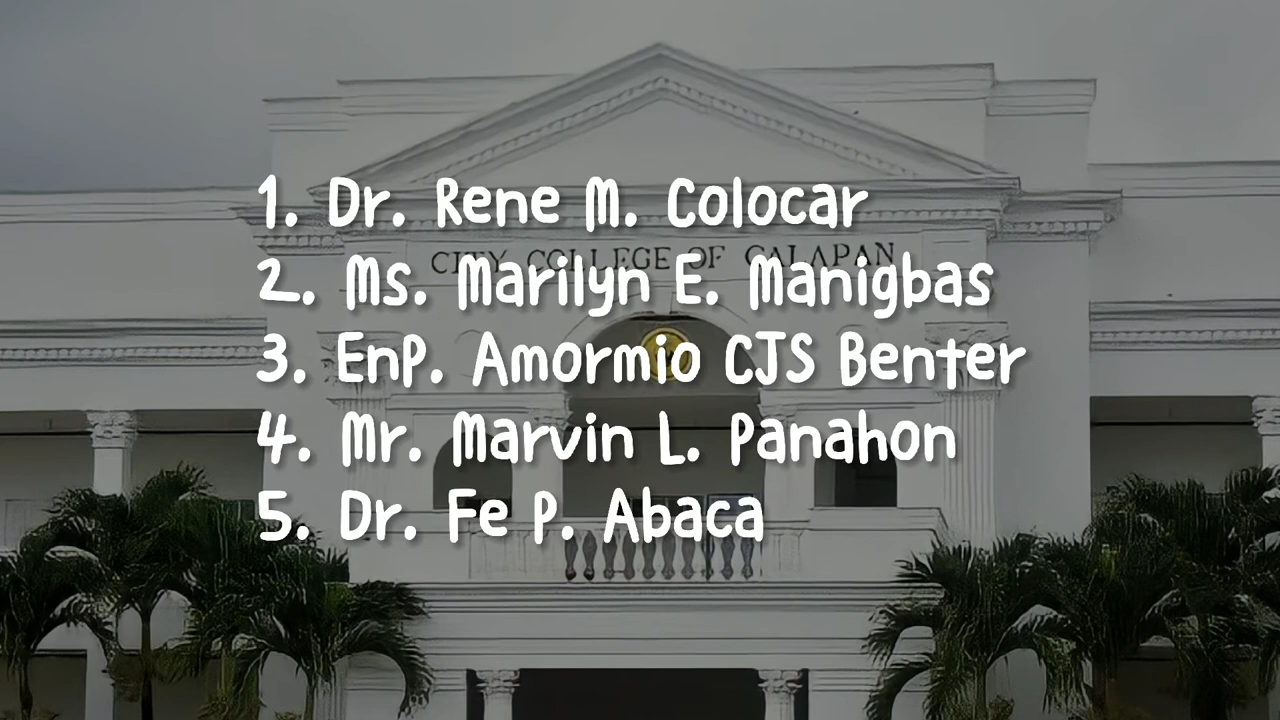 1. Dr. Rene M. Colocar
CITY COLLEGE OF CALAPAN
2. Ms. Marilyn E. Manigbas
3. EnP. Amormio CJS Benter
4. Mr. Marvin L. Panahon
5. Dr. Fe P. Abaca